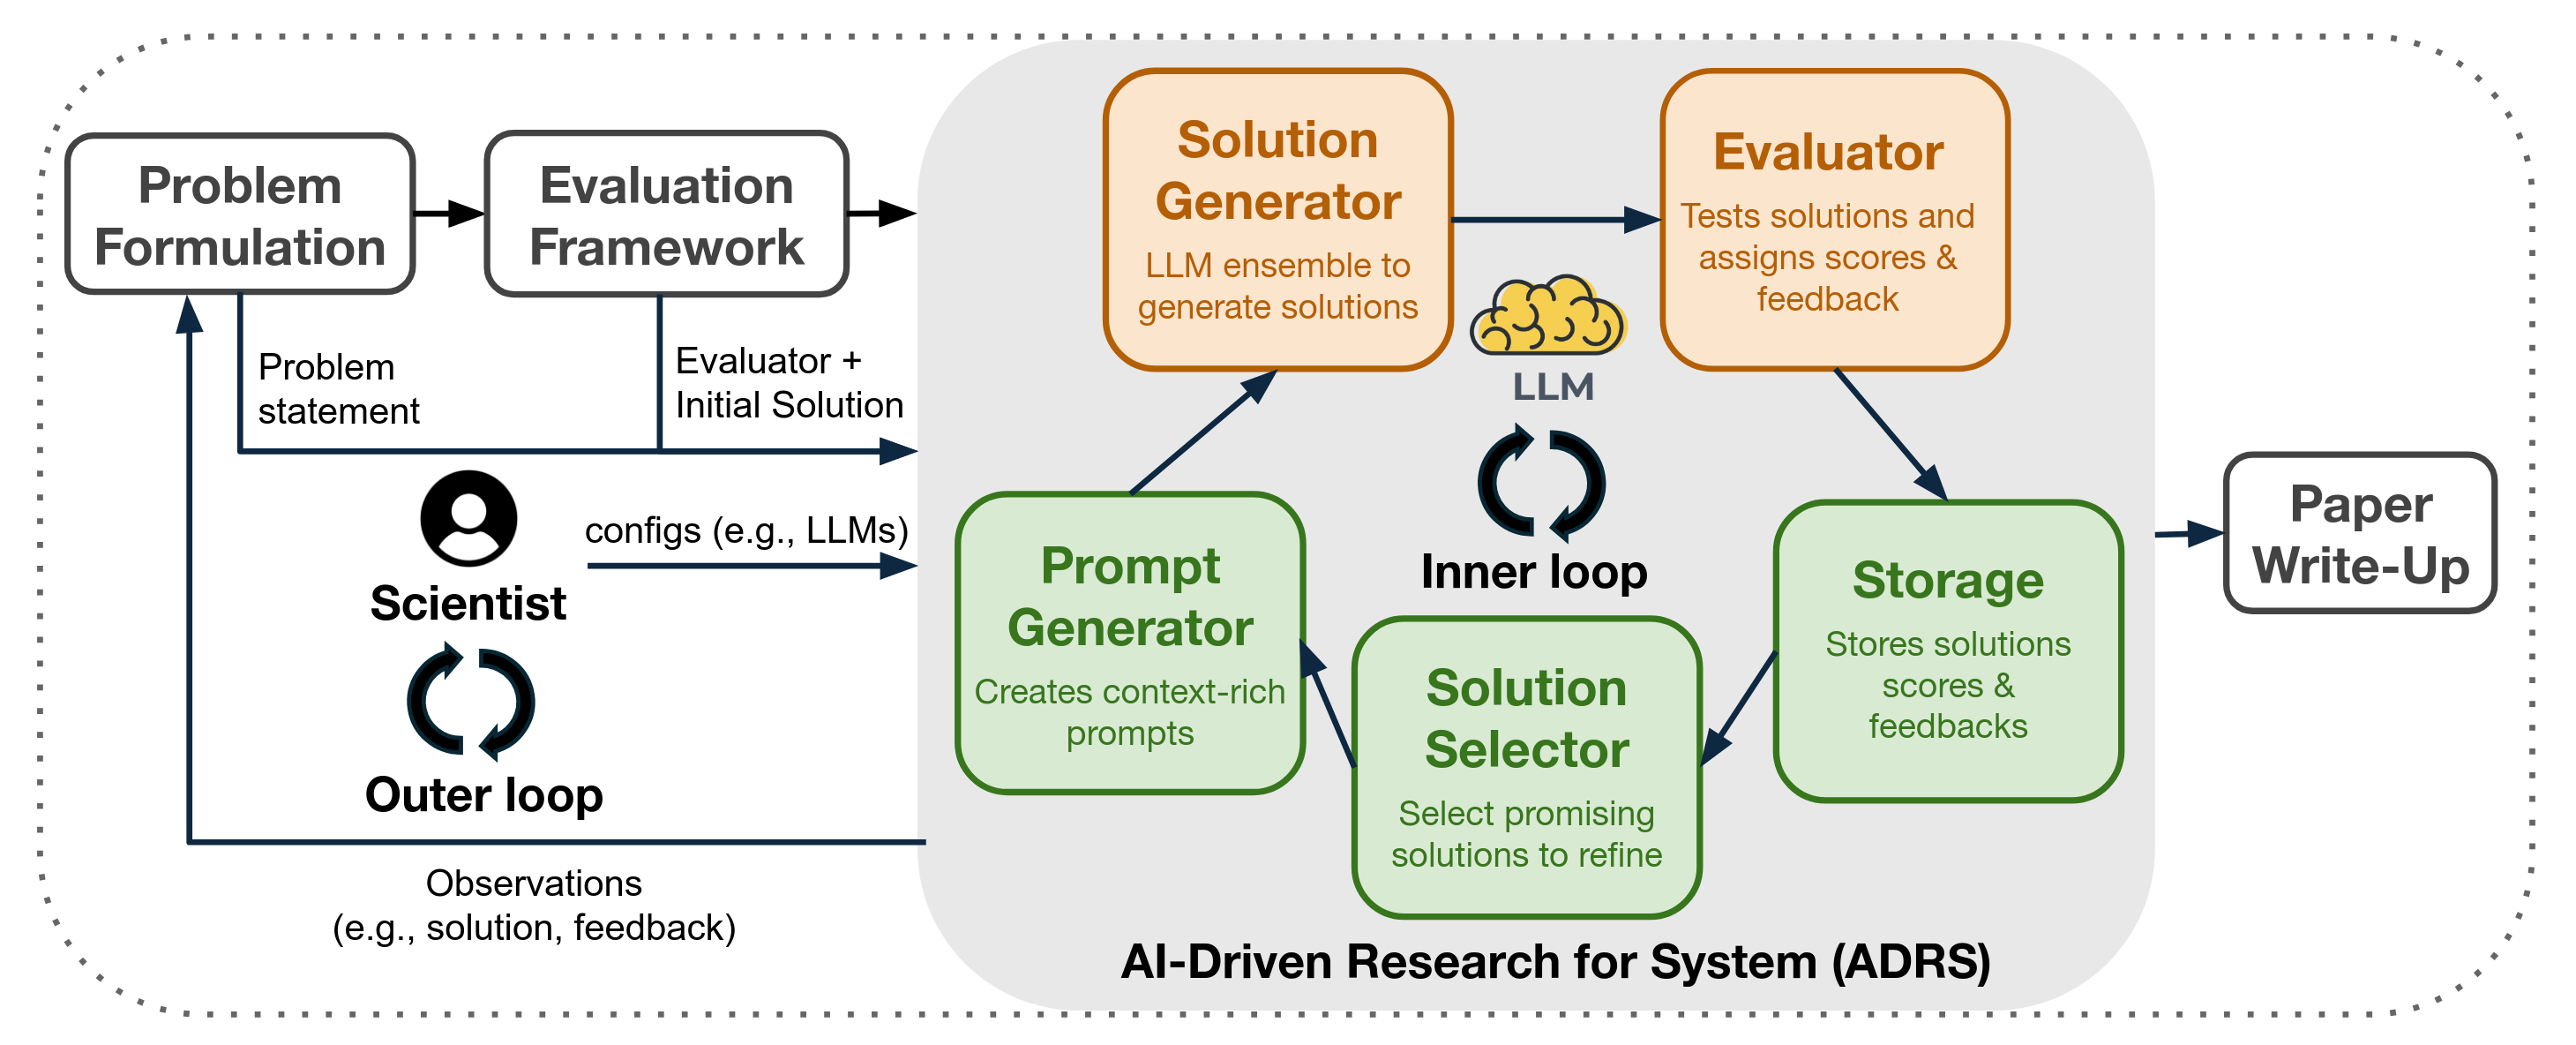 Problem
Formulation
Evaluation
Framework
Problem
statement
Evaluator +
Initial Solution
Scientist
configs (e.g., LLMs)
Outer loop
Observations
(e.g., solution, feedback)
Solution
Generator
LLM ensemble to
generate solutions
Evaluator
Tests solutions and
assigns scores &
feedback
LLM
Inner loop
Prompt
Generator
Creates context-rich
prompts
Solution
Selector
Select promising
solutions to refine
Storage
Stores solutions
scores &
feedbacks
AI-Driven Research for System (ADRS)
Paper
Write-Up